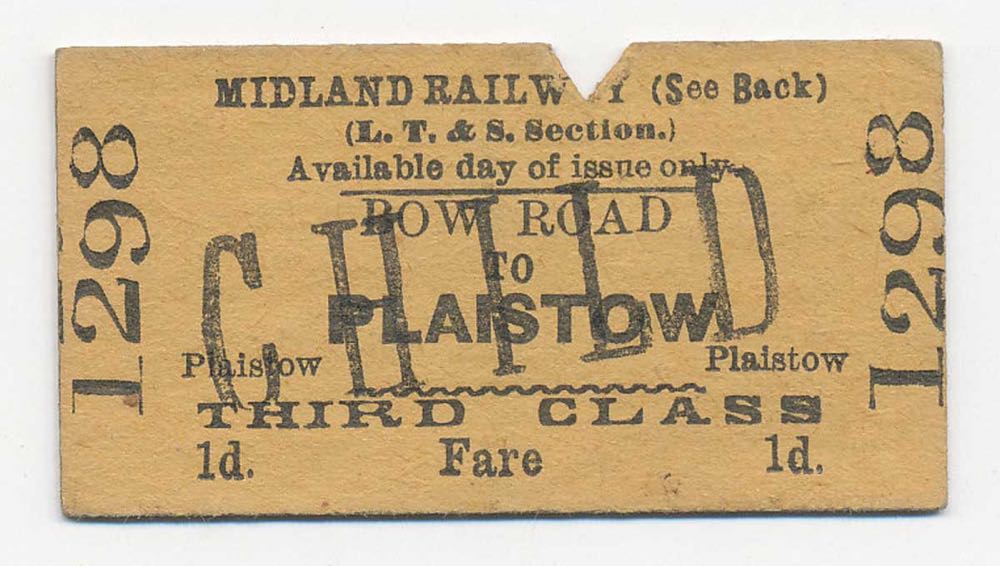 MIDLAND RAILWAY (See Back)
(L. T. & S. Section.)
Available day of issue only.
BOW ROAD
TO
PLAISTOW
Plaistow Plaistow
THIRD CLASS
1d. Fare 1d.
CHILD
1298
1298